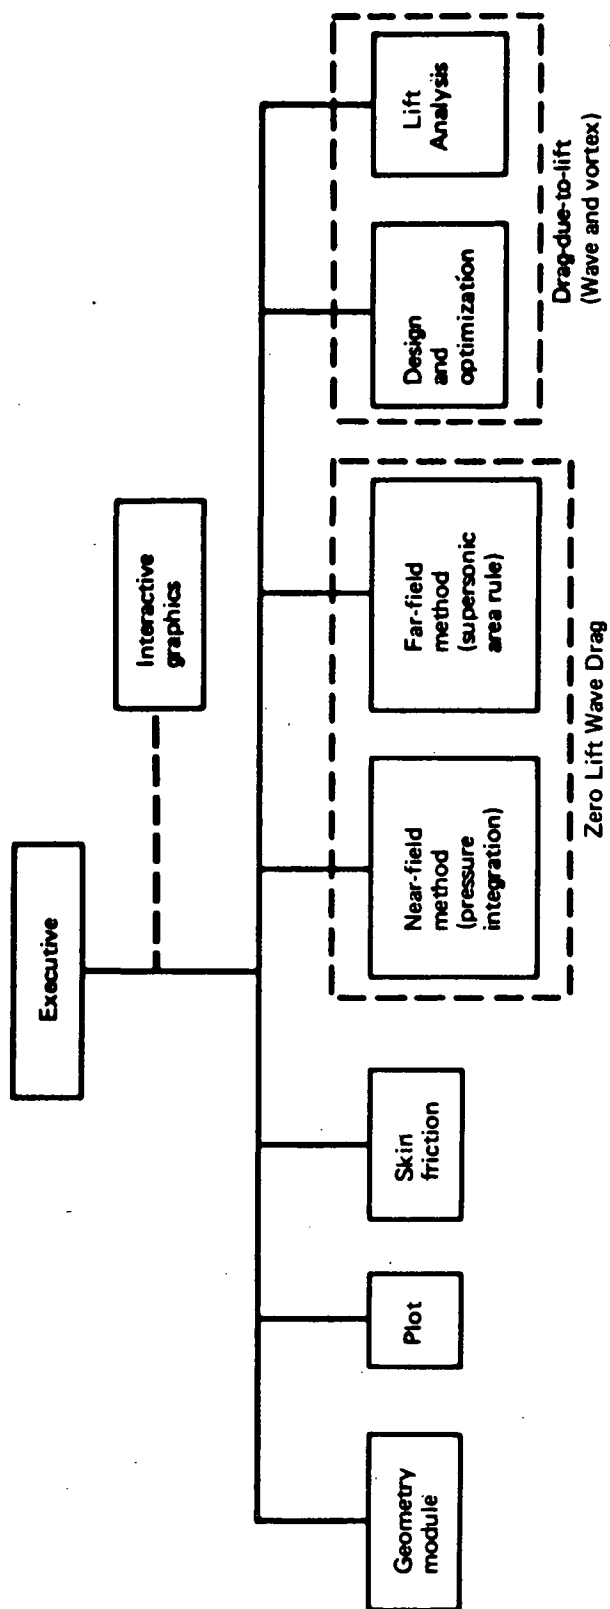 Executive
Interactive
graphics
Geometry
module
Plot
Skin
friction
Near-field
method
(pressure
integration)
Far-field
method
(supersonic
area rule)
Zero Lift Wave Drag
Design
and
optimization
Lift
Analysis
Drag-due-to-lift
(Wave and vortex)